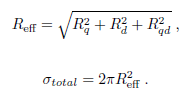 R_eff = √(R_q^2 + R_d^2 + R_qd^2) ,
σ_total = 2πR_eff^2 .